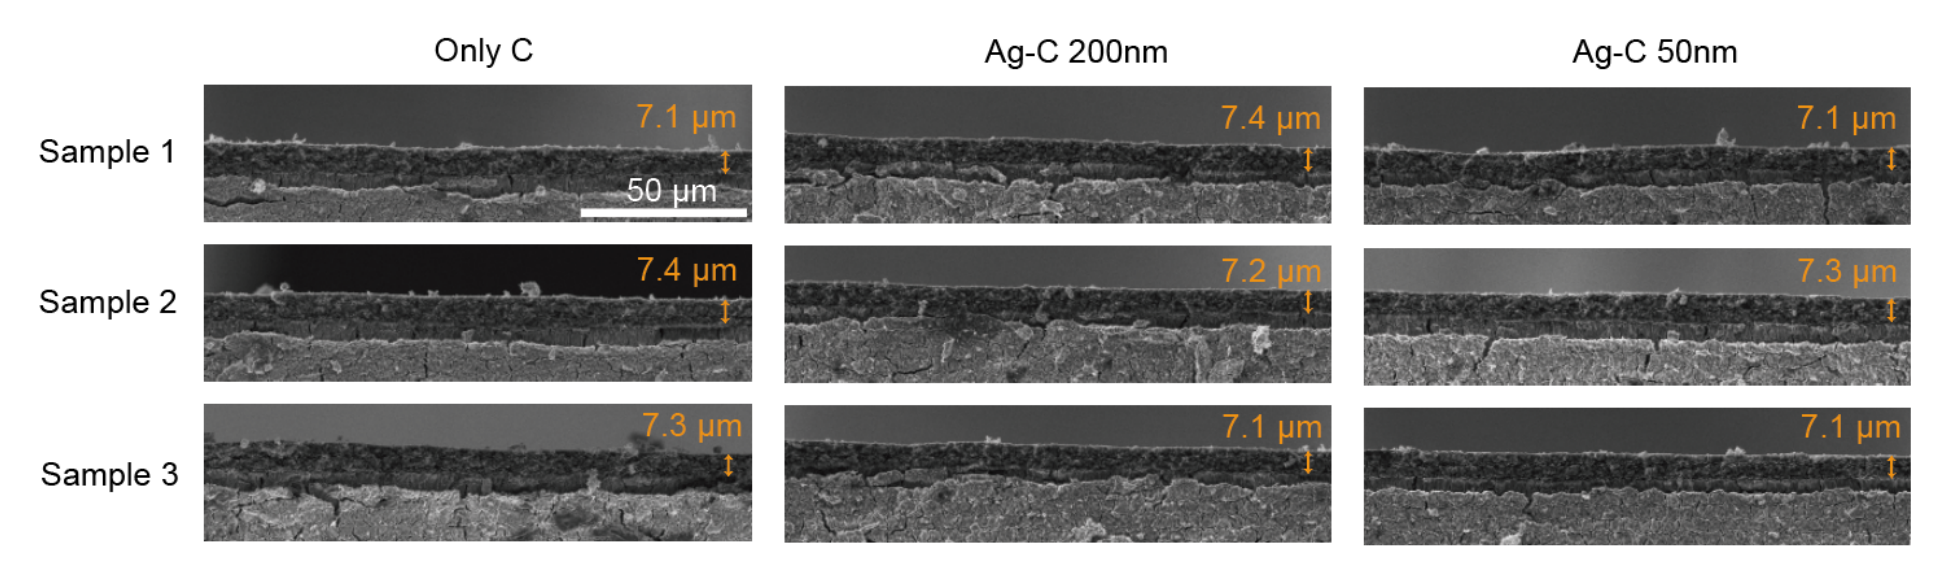 Only C Ag-C 200nm Ag-C 50nm
Sample 1 7.1 µm 7.4 µm 7.1 µm
50 µm
Sample 2 7.4 µm 7.2 µm 7.3 µm
Sample 3 7.3 µm 7.1 µm 7.1 µm